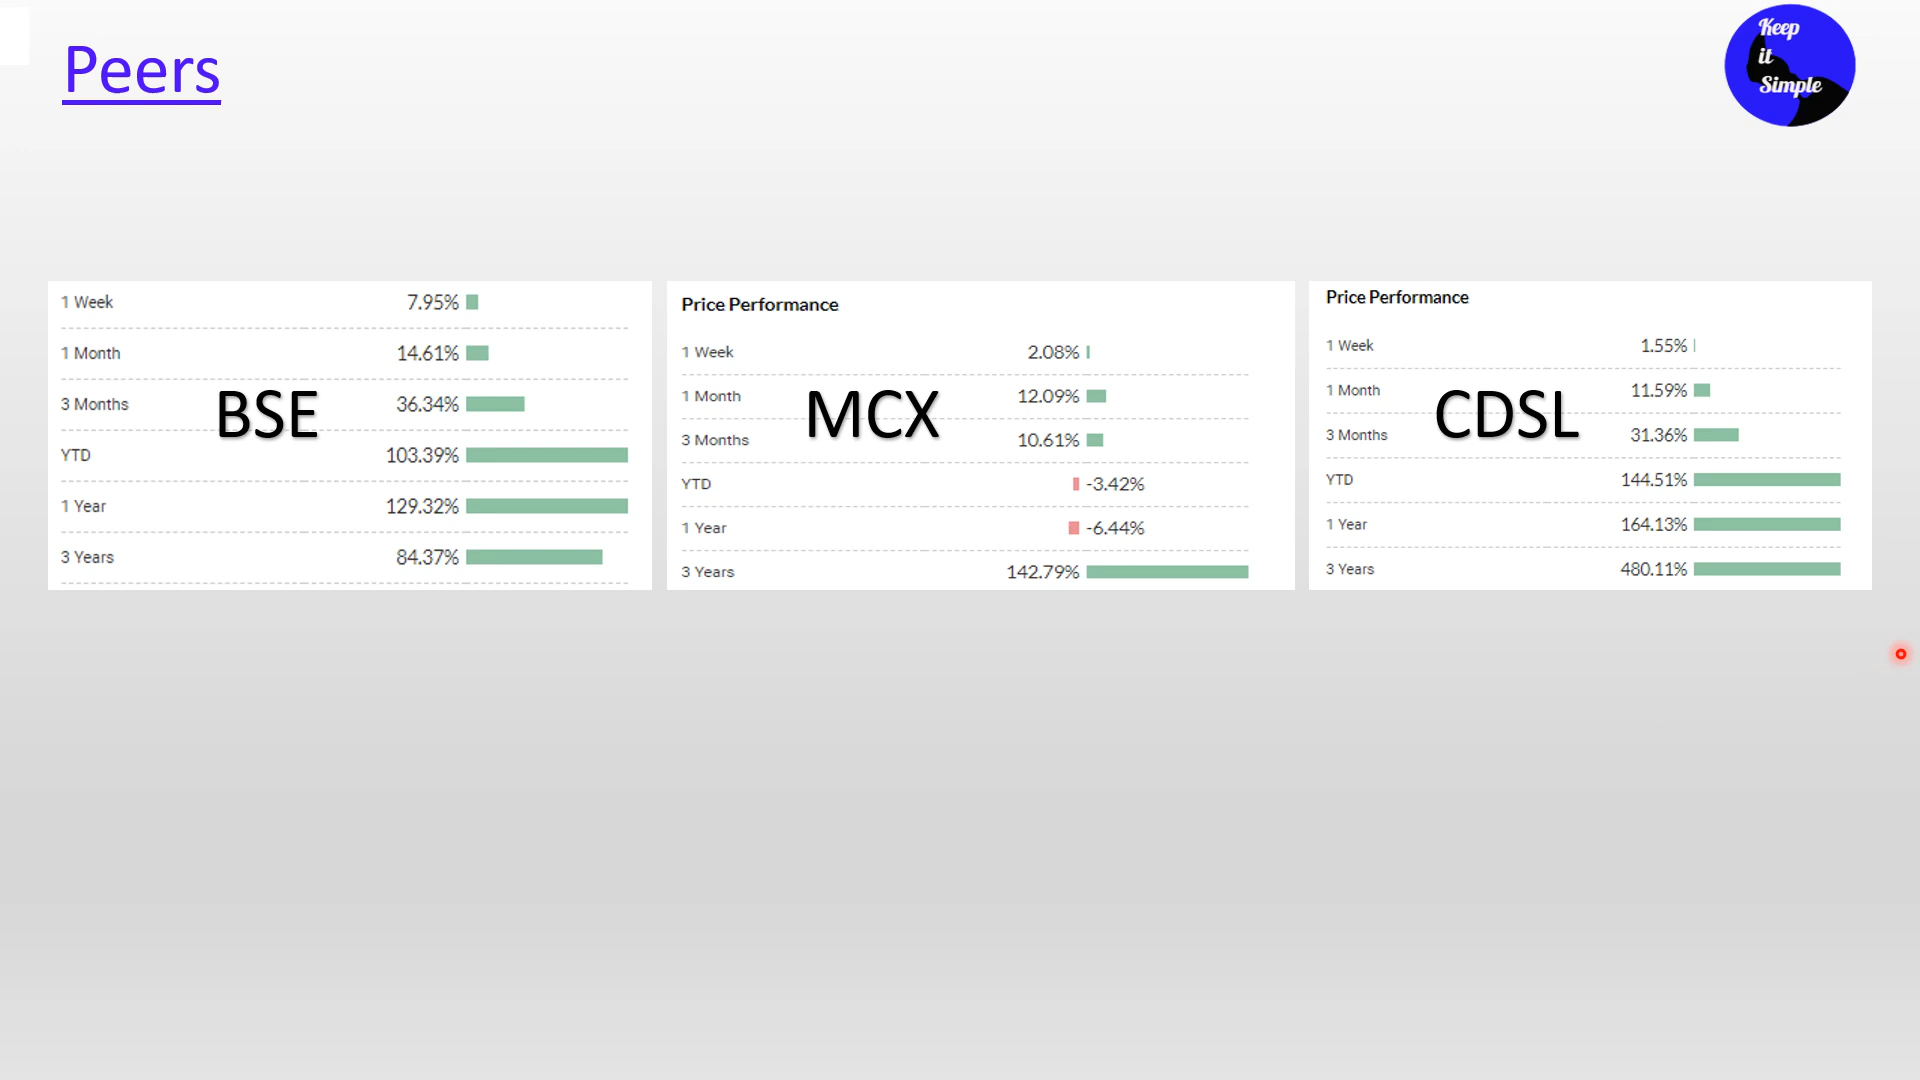 Peers
Keep
it
Simple
1 Week 7.95%
1 Month 14.61%
3 Months 36.34%
BSE
YTD 103.39%
1 Year 129.32%
3 Years 84.37%
Price Performance
1 Week 2.08%
1 Month 12.09%
MCX
3 Months 10.61%
YTD -3.42%
1 Year -6.44%
3 Years 142.79%
Price Performance
1 Week 1.55%
1 Month 11.59%
CDSL
3 Months 31.36%
YTD 144.51%
1 Year 164.13%
3 Years 480.11%